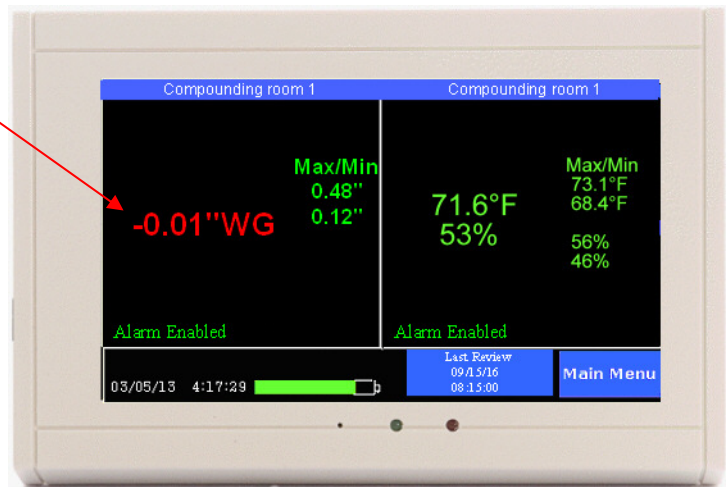 Compounding room 1
-0.01"WG
Max/Min
0.48"
0.12"
Alarm Enabled
Compounding room 1
71.6°F
53%
Max/Min
73.1°F
68.4°F
56%
46%
Alarm Enabled
03/05/13 4:17:29
Last Review
09/15/16
08:15:00
Main Menu